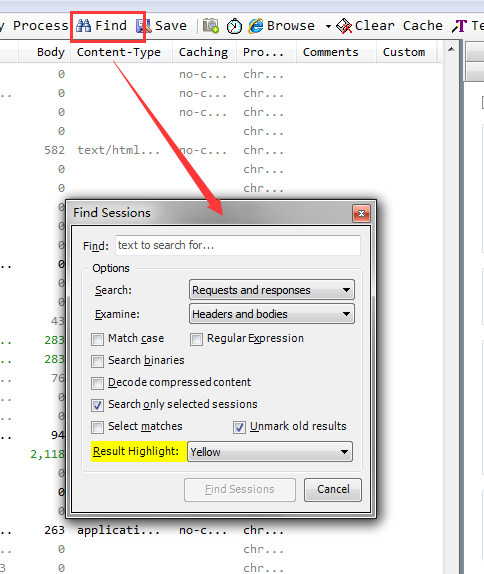 y Process Find Save Browse Clear Cache Te
Body Content-Type Caching Pro... Comments Custom
0 no-c... chr...
.. 0 no-c... chr...
0 no-c... chr...
0 chr...
582 text/html... no-c... chr...
0 chr...
0 chr...
Find Sessions
Find: text to search for...
Options
.. 0
Search: Requests and responses
Examine: Headers and bodies
43
.. 283 Match case Regular Expression
.. 283 Search binaries
.. 76 Decode compressed content
Search only selected sessions
Select matches Unmark old results
.. 94
2,118 Result Highlight: Yellow
Find Sessions Cancel
.. 263 applicati... no-c... chr...
.. 0 chr...
3 0 chr...